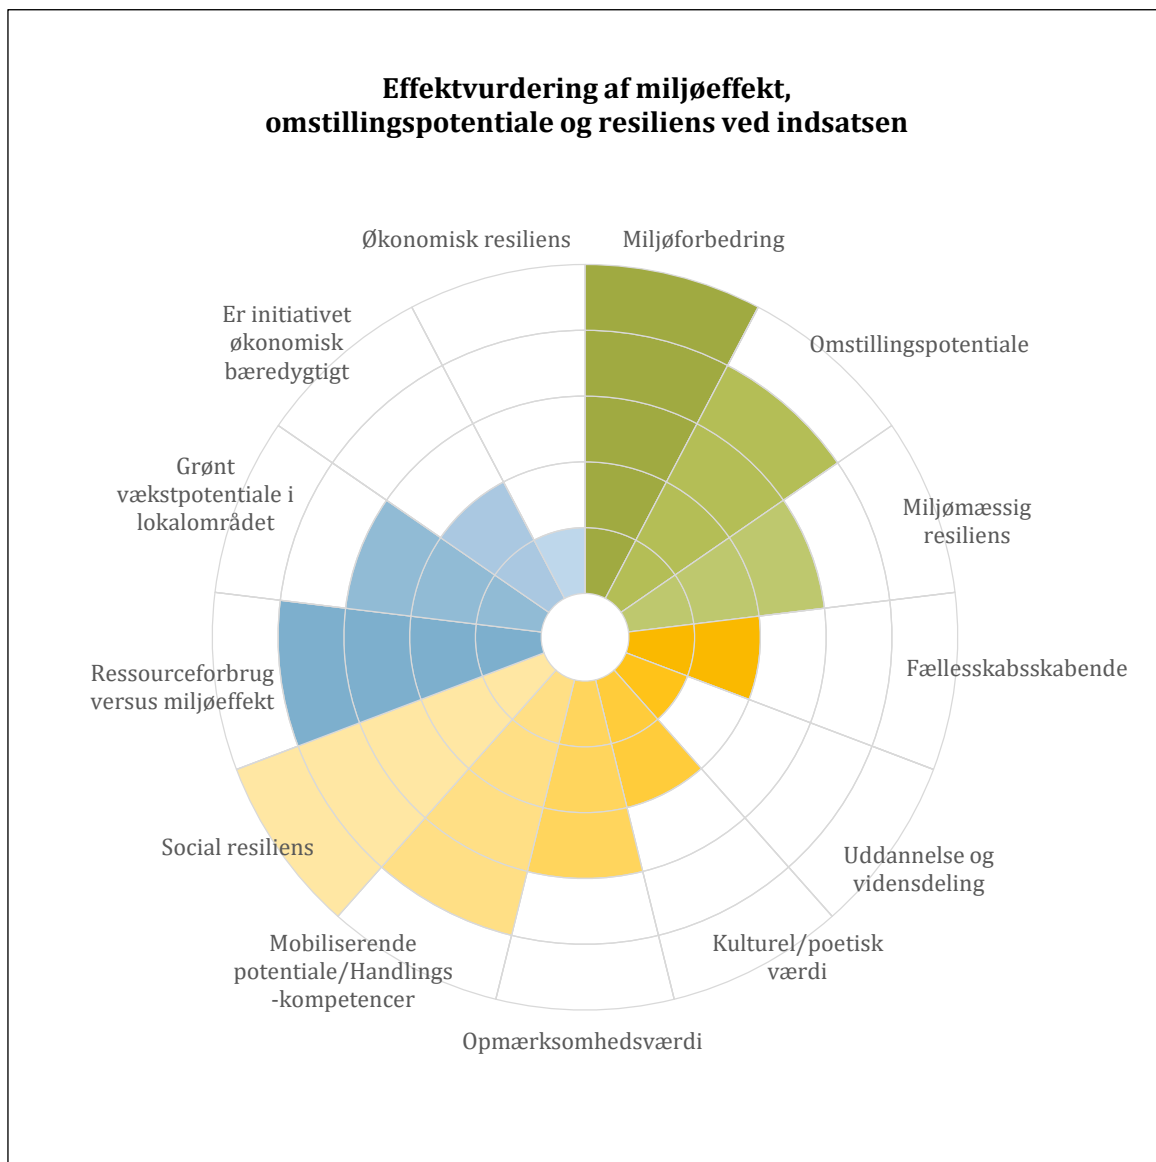 Effektvurdering af miljøeffekt,
omstillingspotentiale og resiliens ved indsatsen
Økonomisk resiliens
Miljøforbedring
Omstillingspotentiale
Miljømæssig
resiliens
Fællesskabsskabende
Uddannelse og
vidensdeling
Kulturel/poetisk
værdi
Opmærksomhedsværdi
Mobiliserende
potentiale/Handlings
-kompetencer
Social resiliens
Ressourceforbrug
versus miljøeffekt
Grønt
vækstpotentiale i
lokalområdet
Er initiativet
økonomisk
bæredygtigt